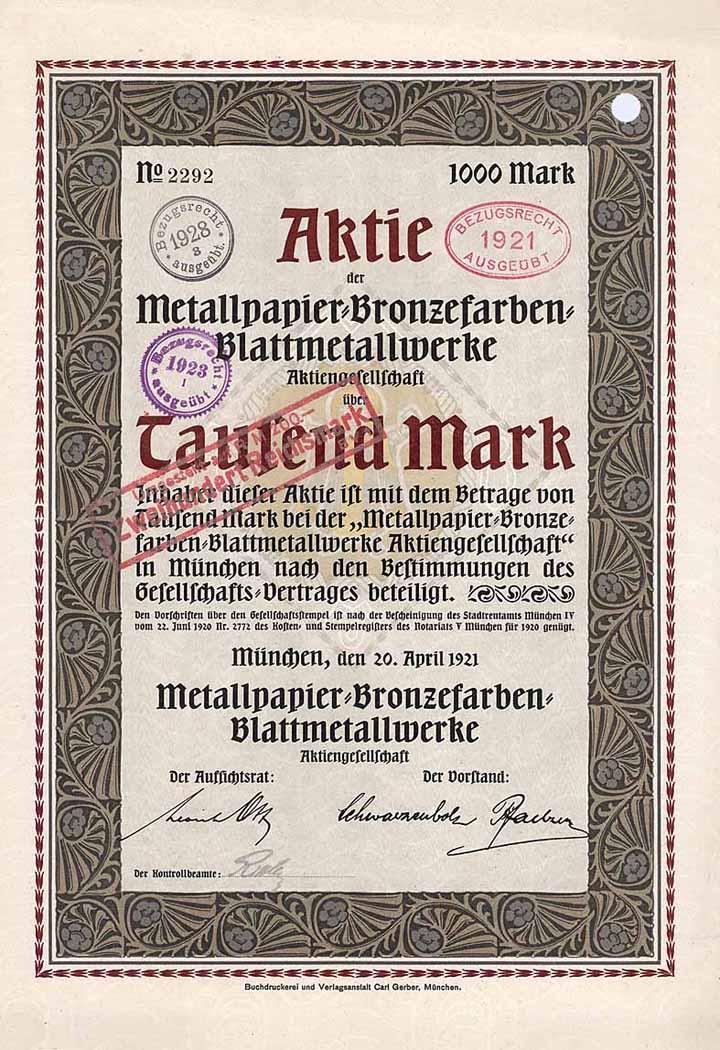 No 2292 1000 Mark
Bezugsrecht 1928 3 ausgeübt.
Aktie
BEZUGSRECHT 1921 AUSGEÜBT
der
Metallpapier-Bronzefarben-
Blattmetallwerke
Bezugsrecht 1923 I ausgeübt
Aktiengesellschaft
über
Tausend Mark
Zweihundert Reichsmark
Inhaber dieser Aktie ist mit dem Betrage von
Tausend Mark bei der „Metallpapier-Bronze-
farben-Blattmetallwerke Aktiengesellschaft“
in München nach den Bestimmungen des
Gesellschafts-Vertrages beteiligt.
Den Vorschriften über den Gesellschaftsstempel ist nach der Bescheinigung des Stadtrentamts München IV
vom 22. Juni 1920 Nr. 2772 des Kosten- und Stempelregisters des Notariats V München für 1920 genügt.
München, den 20. April 1921
Metallpapier-Bronzefarben-
Blattmetallwerke
Aktiengesellschaft
Der Aufsichtsrat: Der Vorstand:
Schwarzenbolz
Der Kontrollbeamte:
Buchdruckerei und Verlagsanstalt Carl Gerber, München.